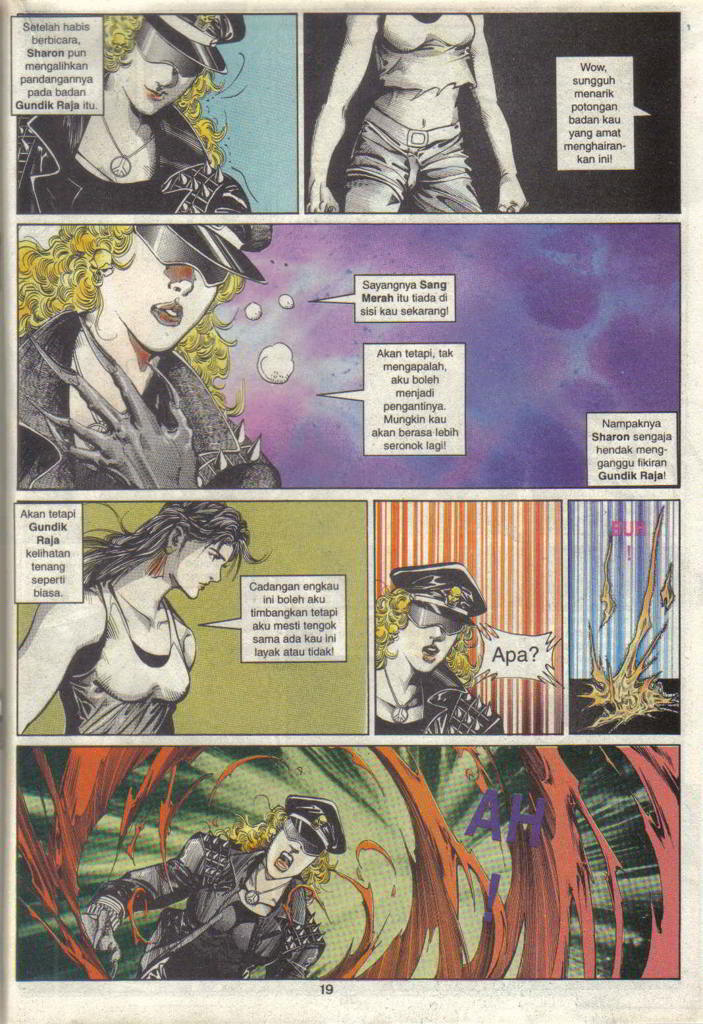 Setelah habis
berbicara,
Sharon pun
mengalihkan
pandangannya
pada badan
Gundik Raja itu.
Wow,
sungguh
menarik
potongan
badan kau
yang amat
menghairan-
kan ini!
Sayangnya Sang
Merah itu tiada di
sisi kau sekarang!
Akan tetapi, tak
mengapalah,
aku boleh
menjadi
pengantinya.
Mungkin kau
akan berasa lebih
seronok lagi!
Nampaknya
Sharon sengaja
hendak meng-
ganggu fikiran
Gundik Raja!
Akan tetapi
Gundik
Raja
kelihatan
tenang
seperti
biasa.
Cadangan engkau
ini boleh aku
timbangkan tetapi
aku mesti tengok
sama ada kau ini
layak atau tidak!
Apa?
!
AH
!
19